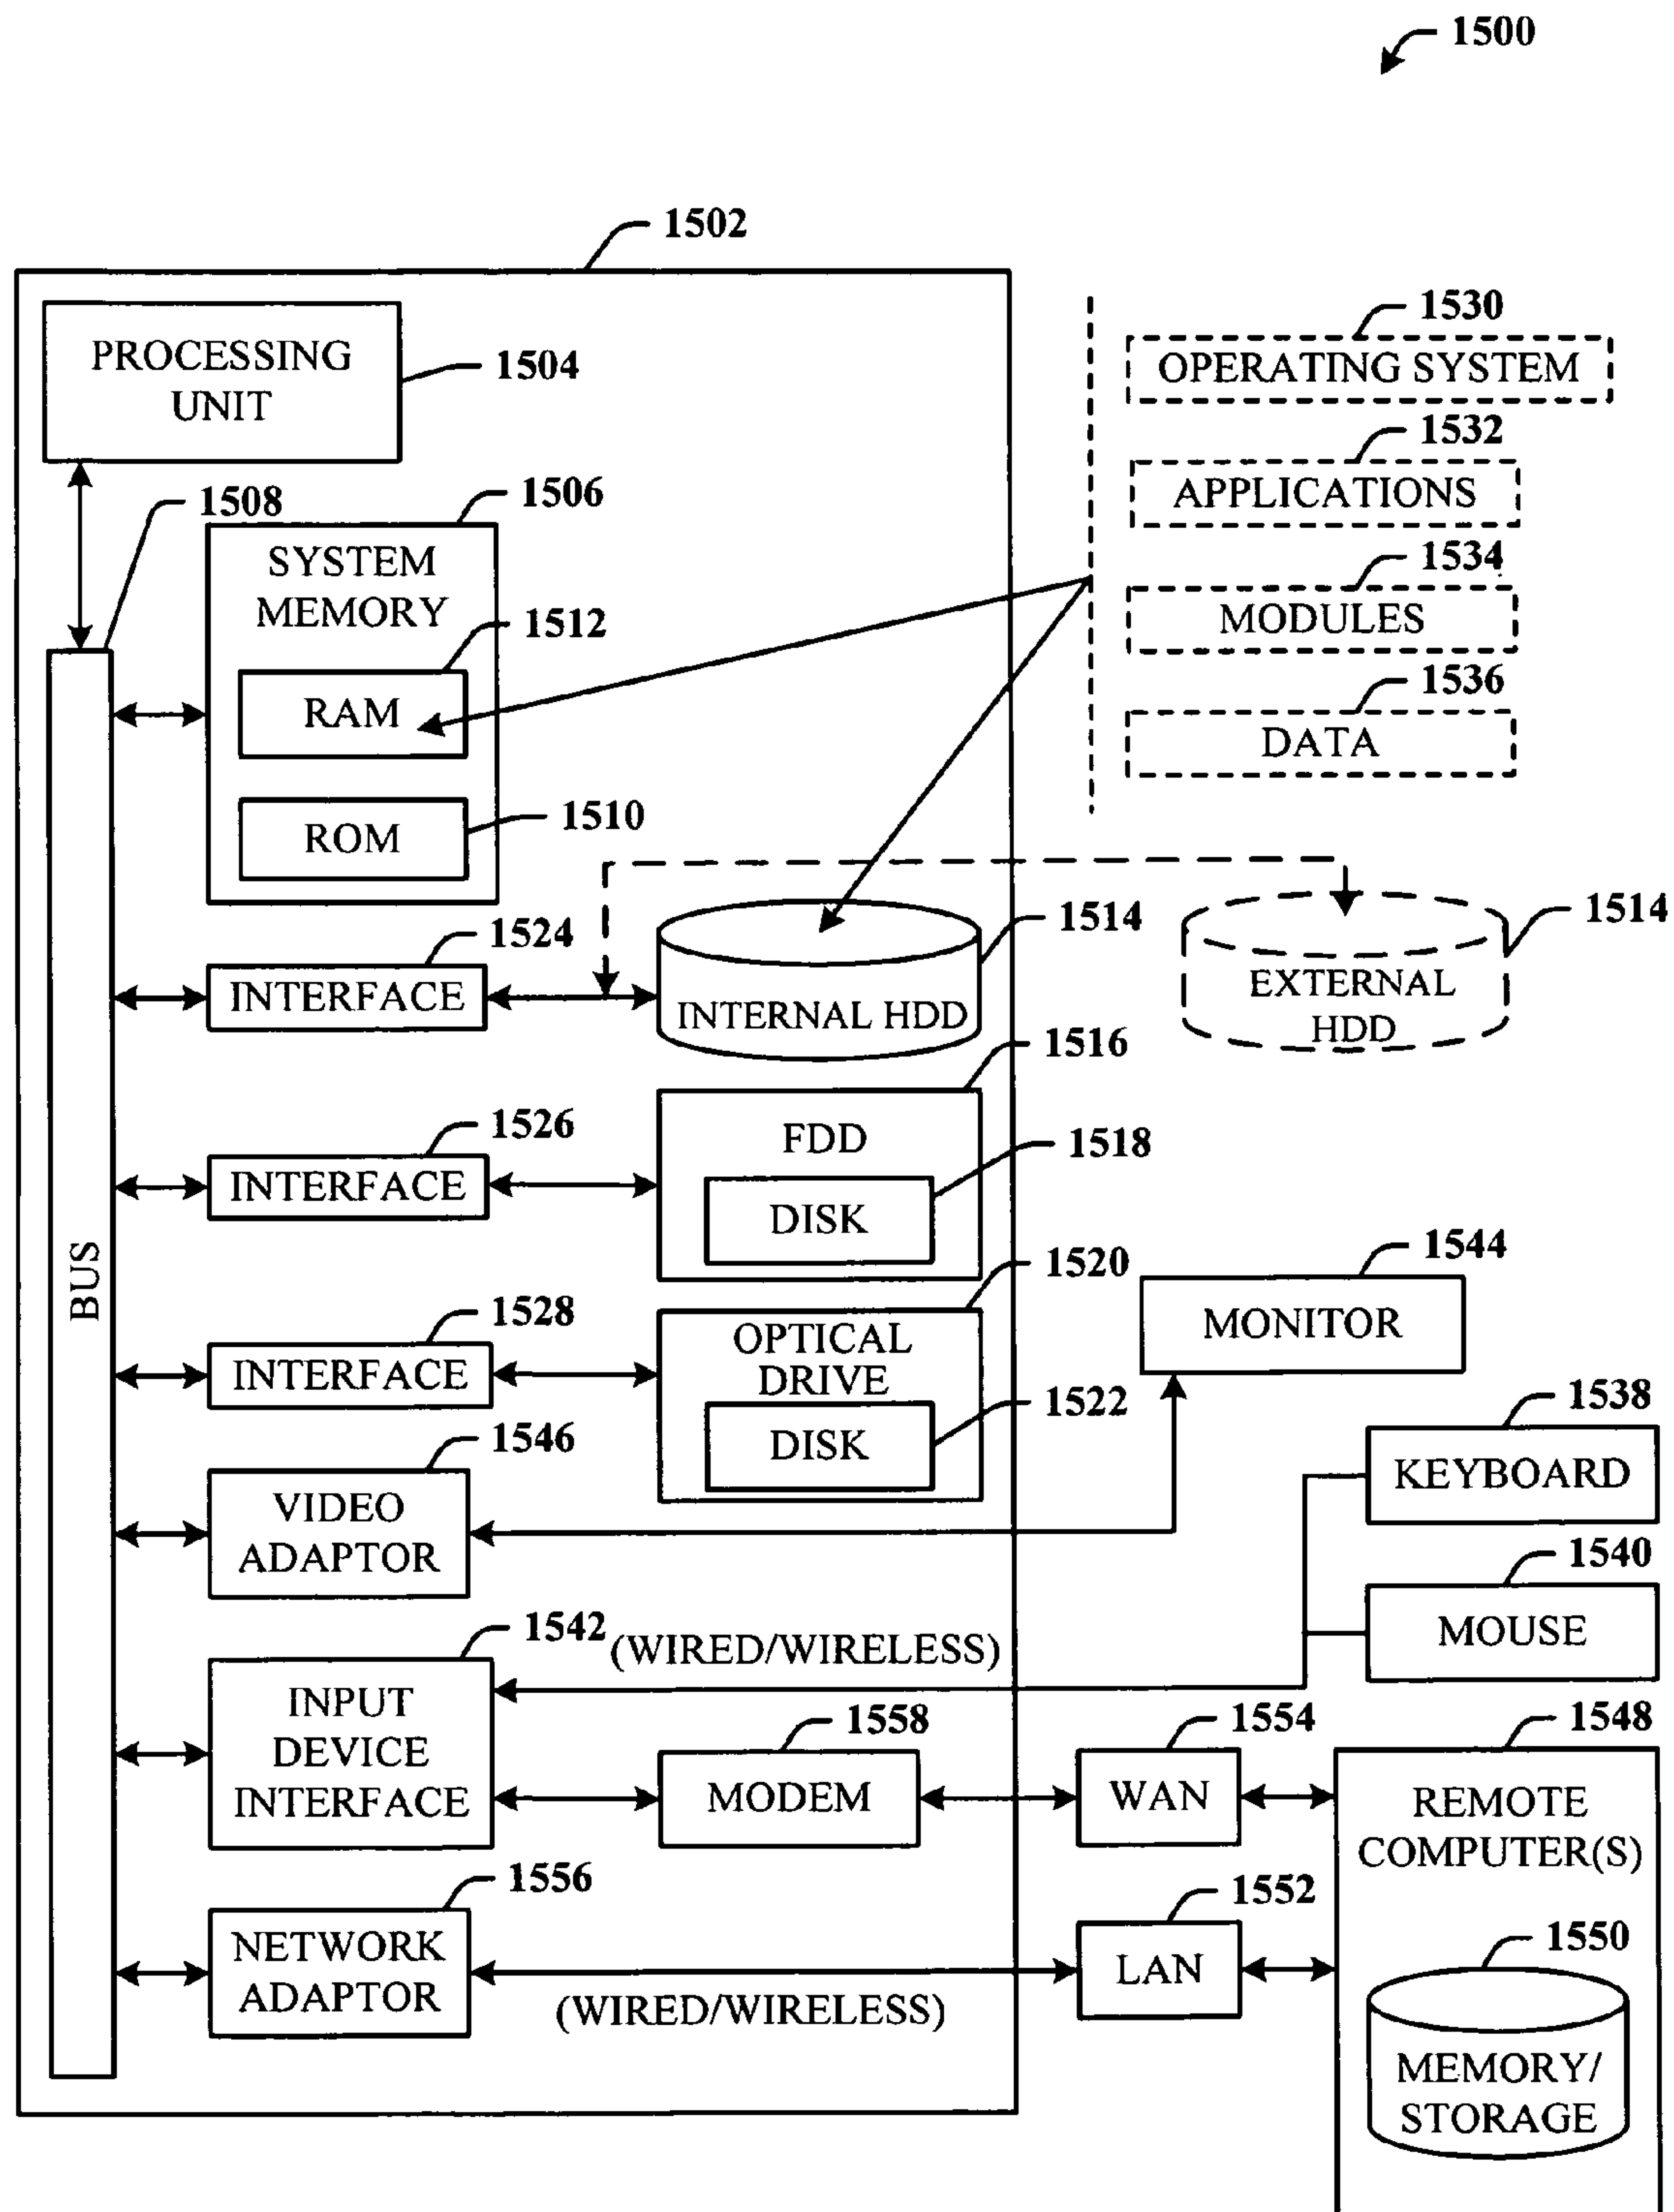 1500
1502
PROCESSING
UNIT
1504
1508
1506
SYSTEM
MEMORY
1512
RAM
ROM
1510
1530
OPERATING SYSTEM
1532
APPLICATIONS
1534
MODULES
1536
DATA
BUS
1524
INTERFACE
1514
INTERNAL HDD
1514
EXTERNAL
HDD
1526
INTERFACE
1516
FDD
1518
DISK
1528
INTERFACE
1520
OPTICAL
DRIVE
1522
DISK
1544
MONITOR
1546
VIDEO
ADAPTOR
1538
KEYBOARD
1540
MOUSE
1542
(WIRED/WIRELESS)
INPUT
DEVICE
INTERFACE
1558
MODEM
1554
WAN
1548
REMOTE
COMPUTER(S)
1556
NETWORK
ADAPTOR
(WIRED/WIRELESS)
1552
LAN
1550
MEMORY/
STORAGE